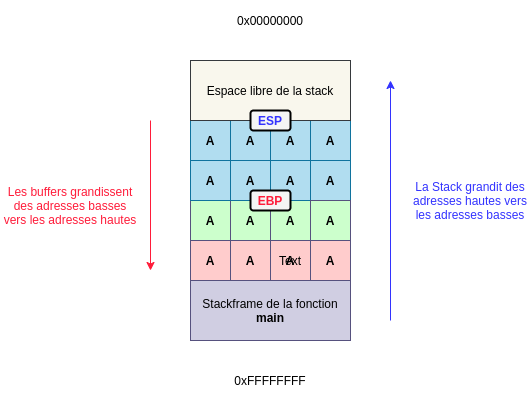 0x00000000
Espace libre de la stack
ESP
A A A A
A A A A
EBP
A A A A
A A Text A A
Stackframe de la fonction
main
0xFFFFFFFF
Les buffers grandissent
des adresses basses
vers les adresses hautes
La Stack grandit des
adresses hautes vers
les adresses basses